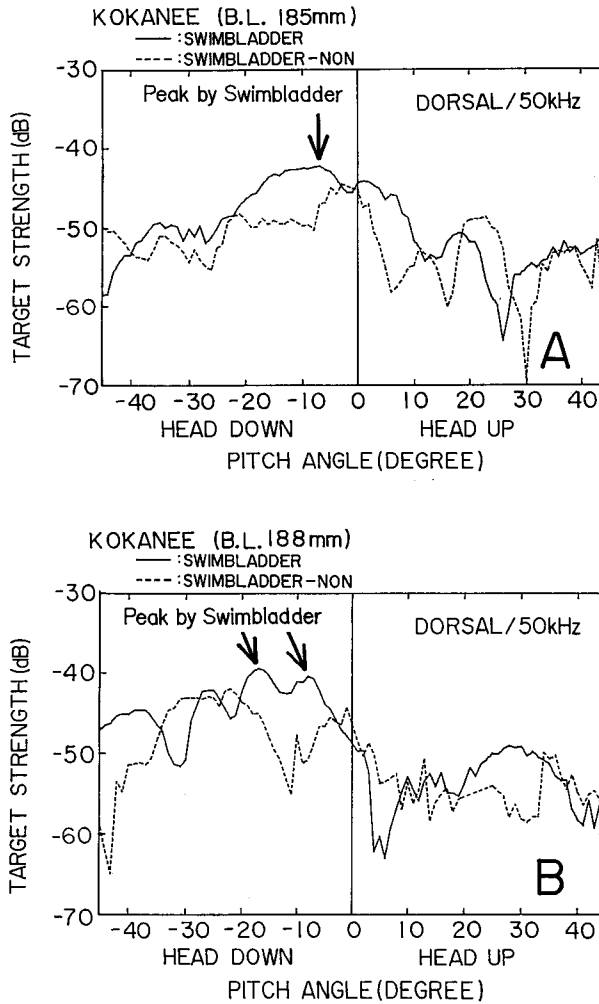 KOKANEE (B.L. 185mm)
— :SWIMBLADDER
---- :SWIMBLADDER-NON
-30
Peak by Swimbladder
DORSAL/50kHz
-40
-50
-60
-70
TARGET STRENGTH(dB)
A
-40 -30 -20 -10 0 10 20 30 40
HEAD DOWN HEAD UP
PITCH ANGLE(DEGREE)
KOKANEE (B.L. 188mm)
— :SWIMBLADDER
---- :SWIMBLADDER-NON
-30
Peak by Swimbladder
DORSAL/50kHz
-40
-50
-60
-70
TARGET STRENGTH(dB)
B
-40 -30 -20 -10 0 10 20 30 40
HEAD DOWN HEAD UP
PITCH ANGLE(DEGREE)